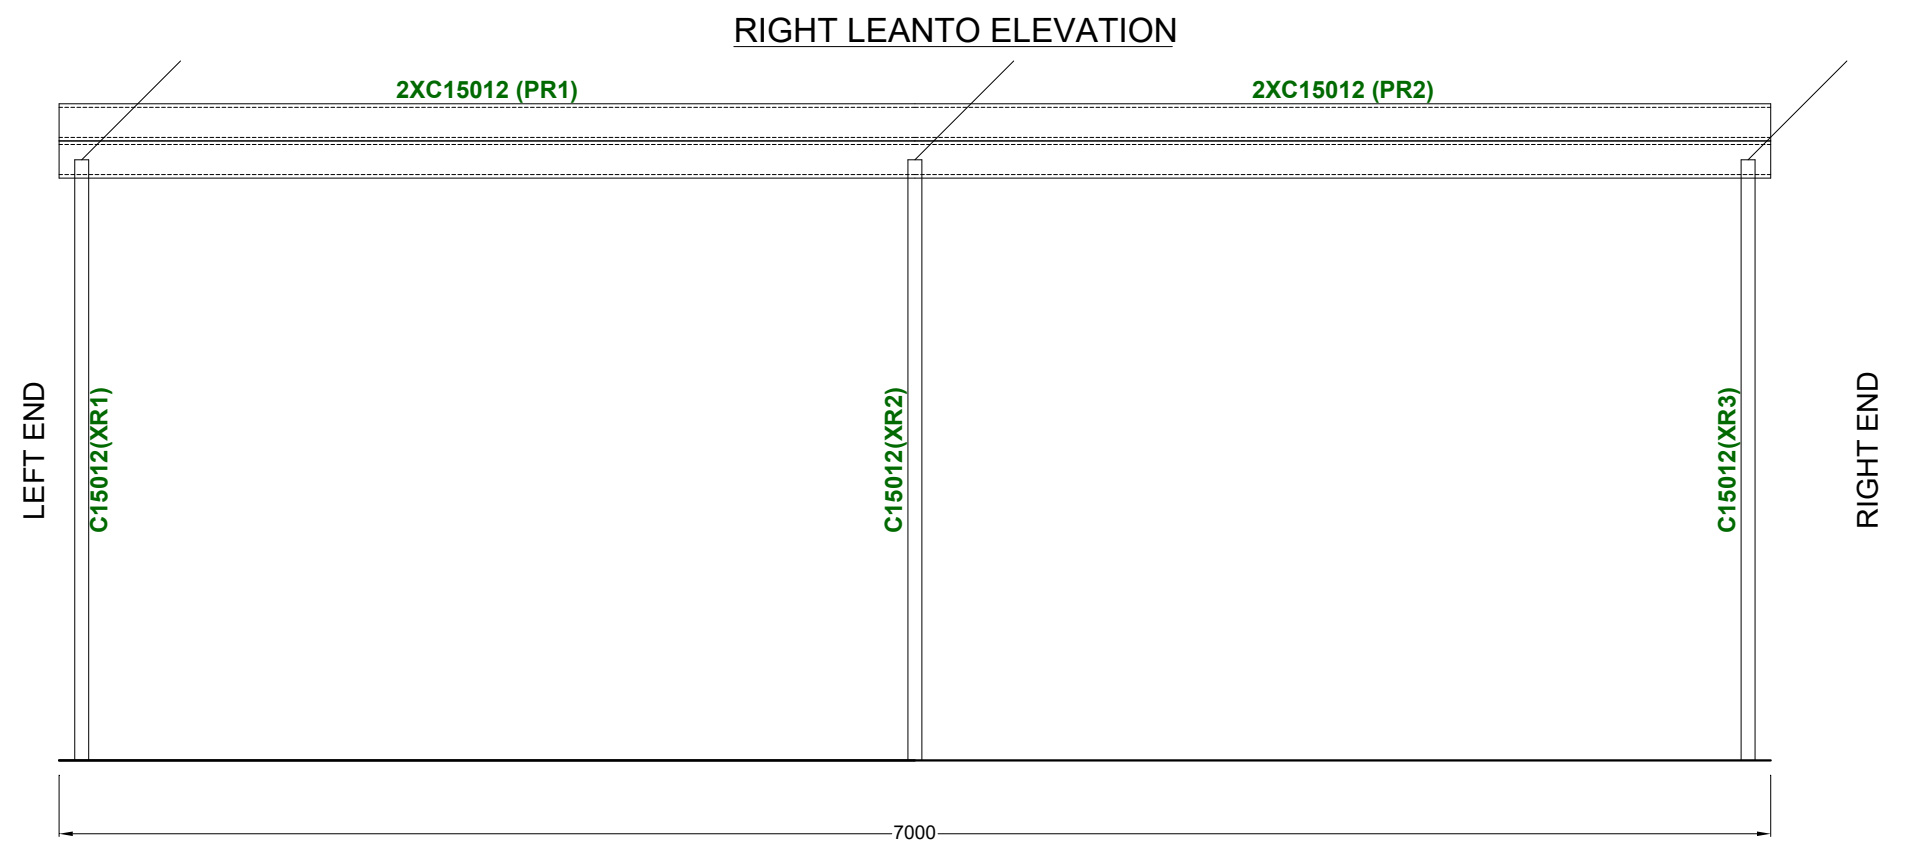 RIGHT LEANTO ELEVATION
2XC15012 (PR1)
2XC15012 (PR2)
LEFT END
C15012(XR1)
C15012(XR2)
C15012(XR3)
RIGHT END
7000